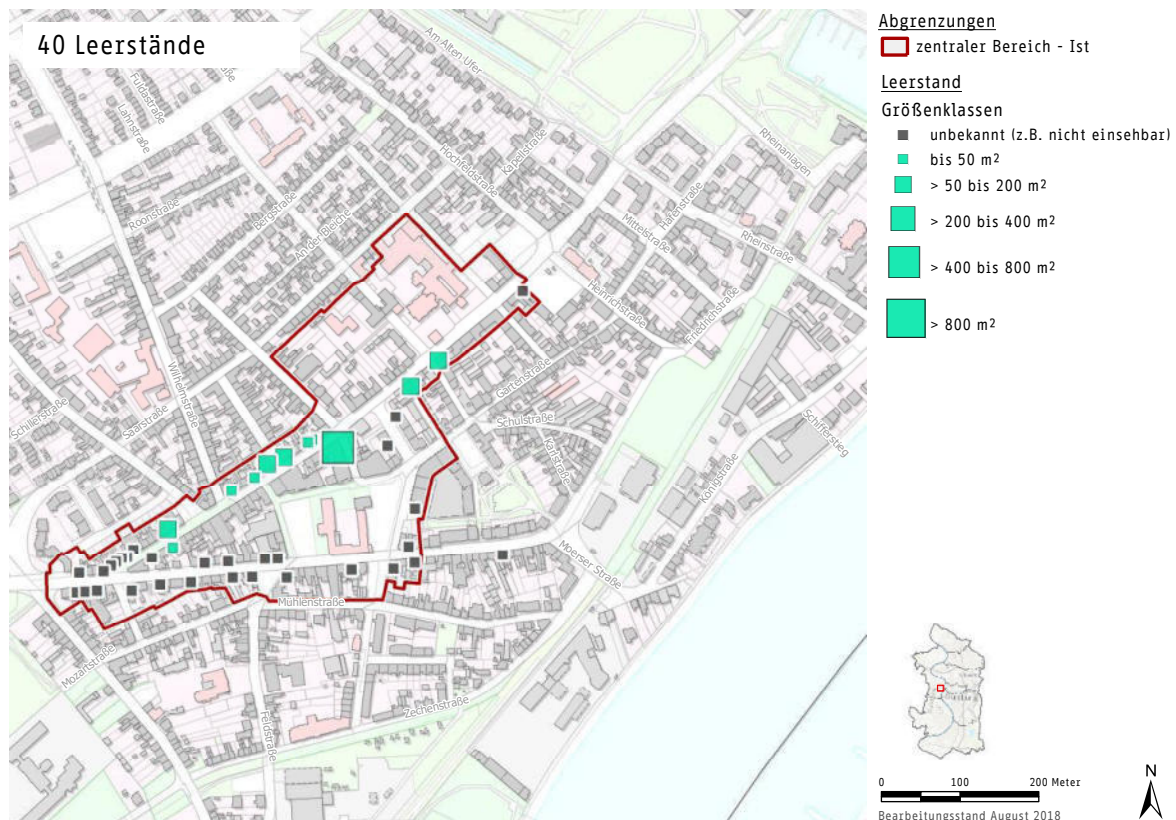 40 Leerstände
Abgrenzungen
zentraler Bereich - Ist
Leerstand
Größenklassen
unbekannt (z.B. nicht einsehbar)
bis 50 m²
> 50 bis 200 m²
> 200 bis 400 m²
> 400 bis 800 m²
> 800 m²
Am Alten Ufer
Fuldastraße
Lahnstraße
Rheinanlagen
Kapellstraße
Hochfeldstraße
Roonstraße
Bergstraße
An der Bleiche
Hafenstraße
Mittelstraße
Rheinstraße
Heinrichstraße
Friedrichstraße
Wilhelmstraße
Gartenstraße
Schillerstraße
Saarstraße
Schulstraße
Karlstraße
Schifferstieg
Königstraße
Moerser Straße
Mühlenstraße
Mozartstraße
Zechenstraße
Feldstraße
0 100 200 Meter
N
Bearbeitungsstand August 2018